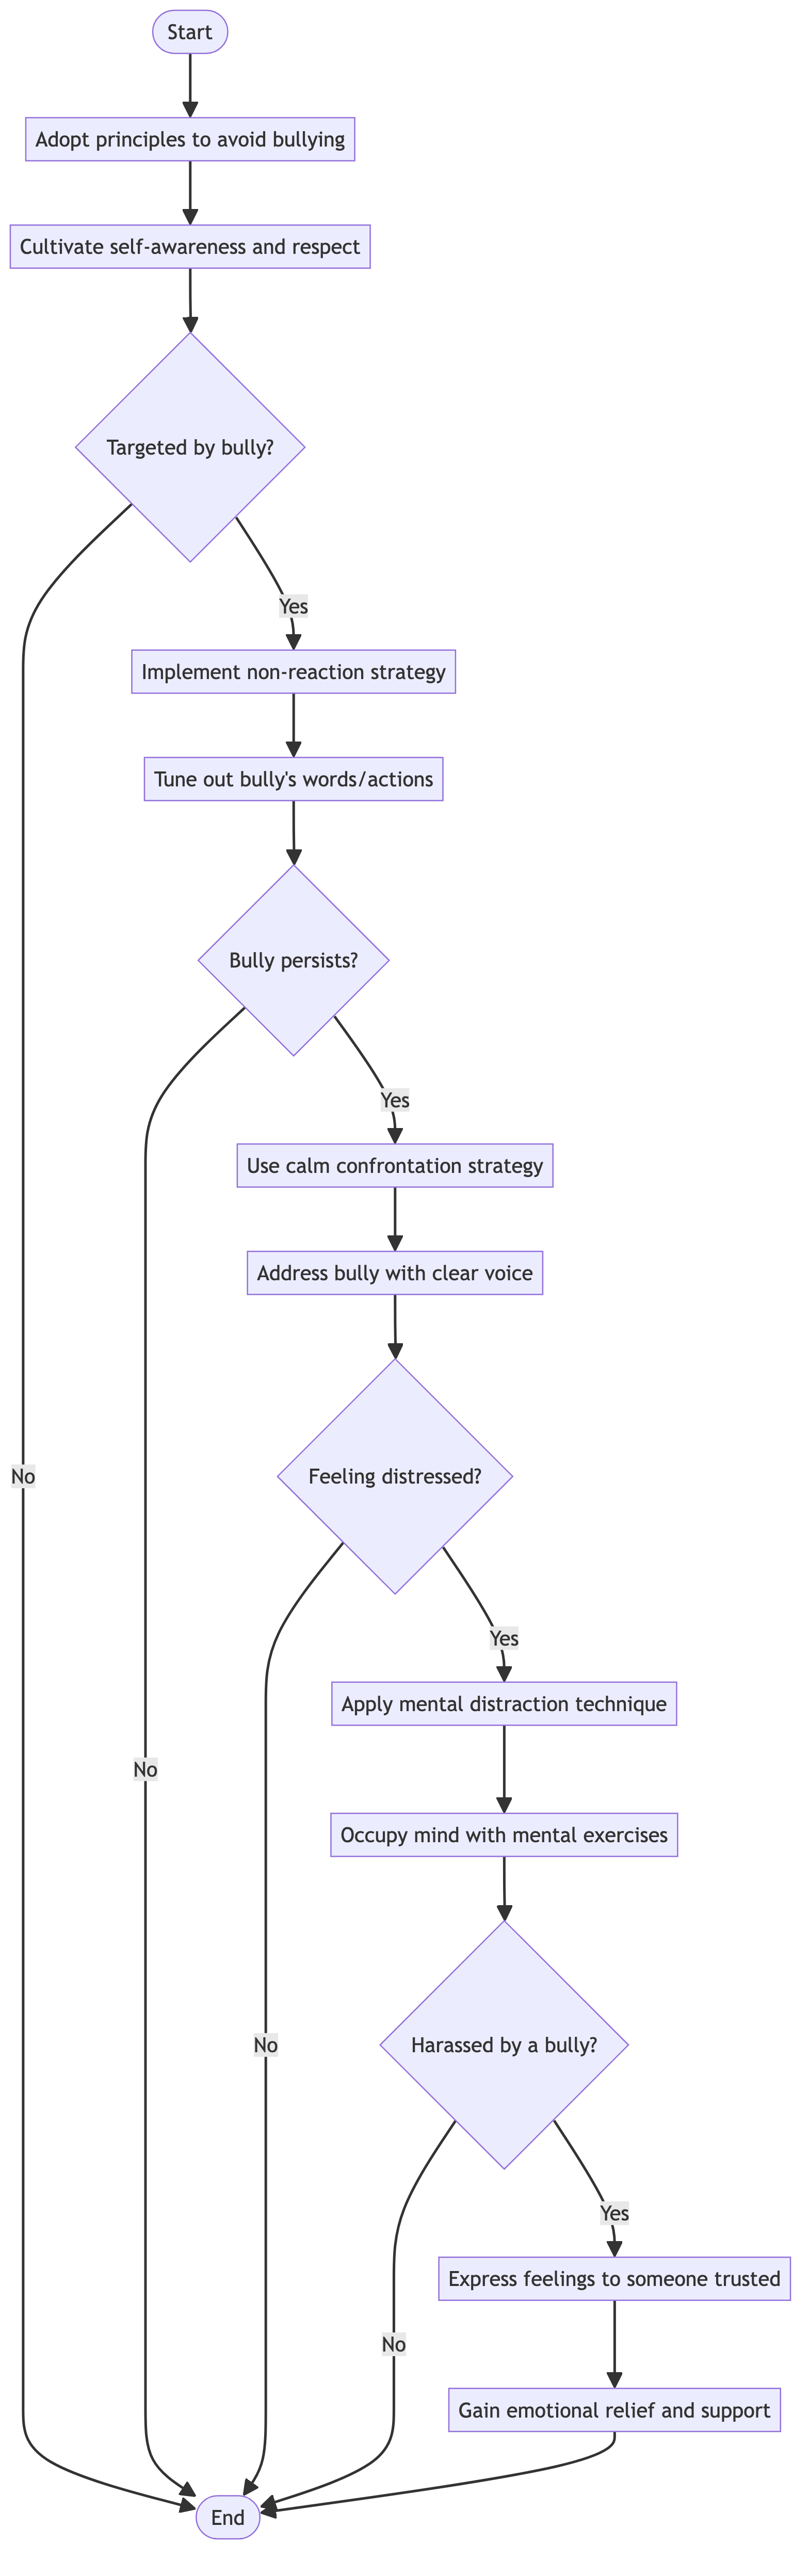 Start
Adopt principles to avoid bullying
Cultivate self-awareness and respect
Targeted by bully?
Yes
Implement non-reaction strategy
Tune out bully's words/actions
Bully persists?
Yes
Use calm confrontation strategy
Address bully with clear voice
Feeling distressed?
No
Yes
Apply mental distraction technique
No
Occupy mind with mental exercises
Harassed by a bully?
No
Yes
Express feelings to someone trusted
No
Gain emotional relief and support
End